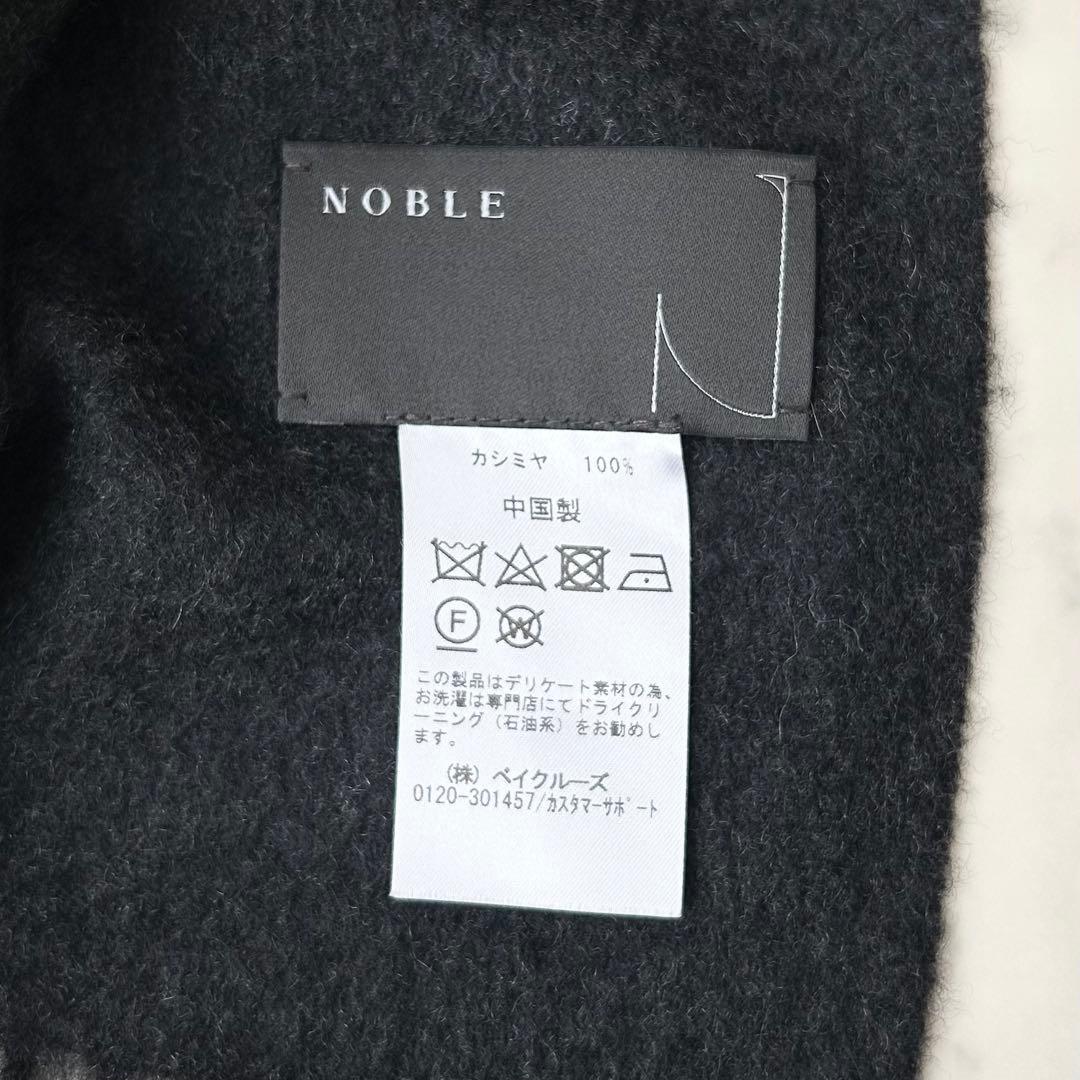 NOBLE
カシミヤ 100%
中国製
F
W
この製品はデリケート素材の為、
お洗濯は専門店にてドライクリ
ーニング（石油系）をお勧めし
ます。
（株）ベイクルーズ
0120-301457/ｶｽﾀﾏｰｻﾎﾟｰﾄ